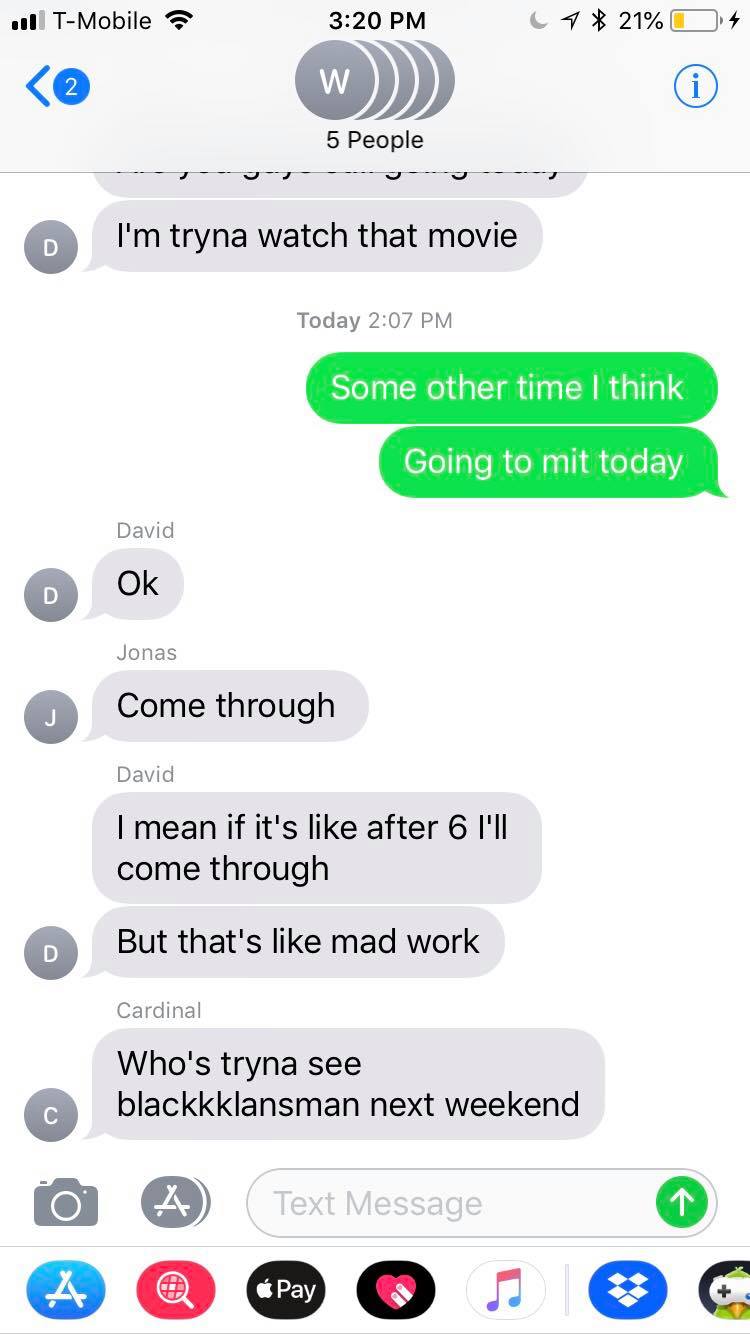 T-Mobile 3:20 PM 21%
2
W
5 People
I'm tryna watch that movie
D
Today 2:07 PM
Some other time I think
Going to mit today
David
Ok
D
Jonas
Come through
J
David
I mean if it's like after 6 I'll
come through
But that's like mad work
D
Cardinal
Who's tryna see
blackkklansman next weekend
C
Text Message
Pay